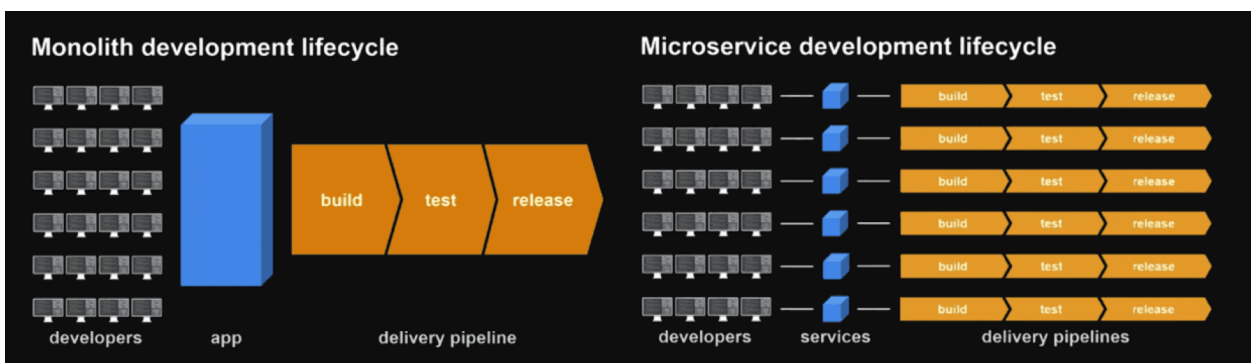 Monolith development lifecycle
build
test
release
developers
app
delivery pipeline
Microservice development lifecycle
build test release
build test release
build test release
build test release
build test release
build test release
developers
services
delivery pipelines